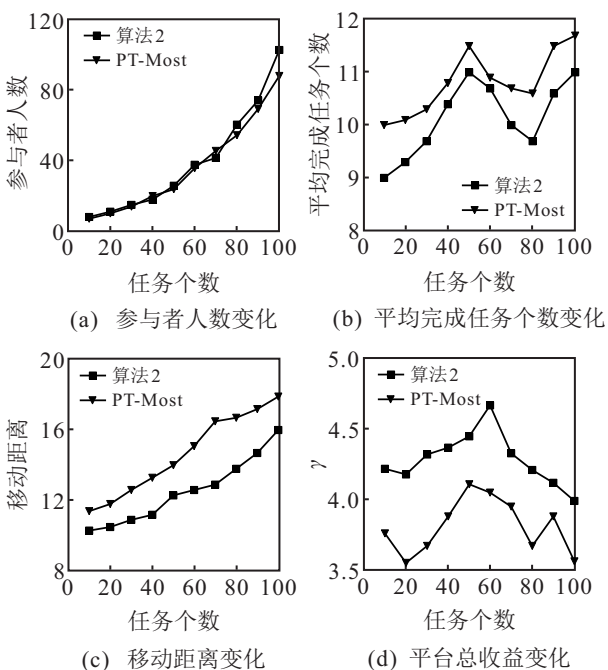 120
80
40
0
参与者人数
算法2
PT-Most
0 20 40 60 80 100
任务个数
(a) 参与者人数变化
12
11
10
9
8
平均完成任务个数
算法2
PT-Most
0 20 40 60 80 100
任务个数
(b) 平均完成任务个数变化
20
16
12
8
移动距离
算法2
PT-Most
0 20 40 60 80 100
任务个数
(c) 移动距离变化
5.0
4.5
4.0
3.5
γ
算法2
PT-Most
0 20 40 60 80 100
任务个数
(d) 平台总收益变化